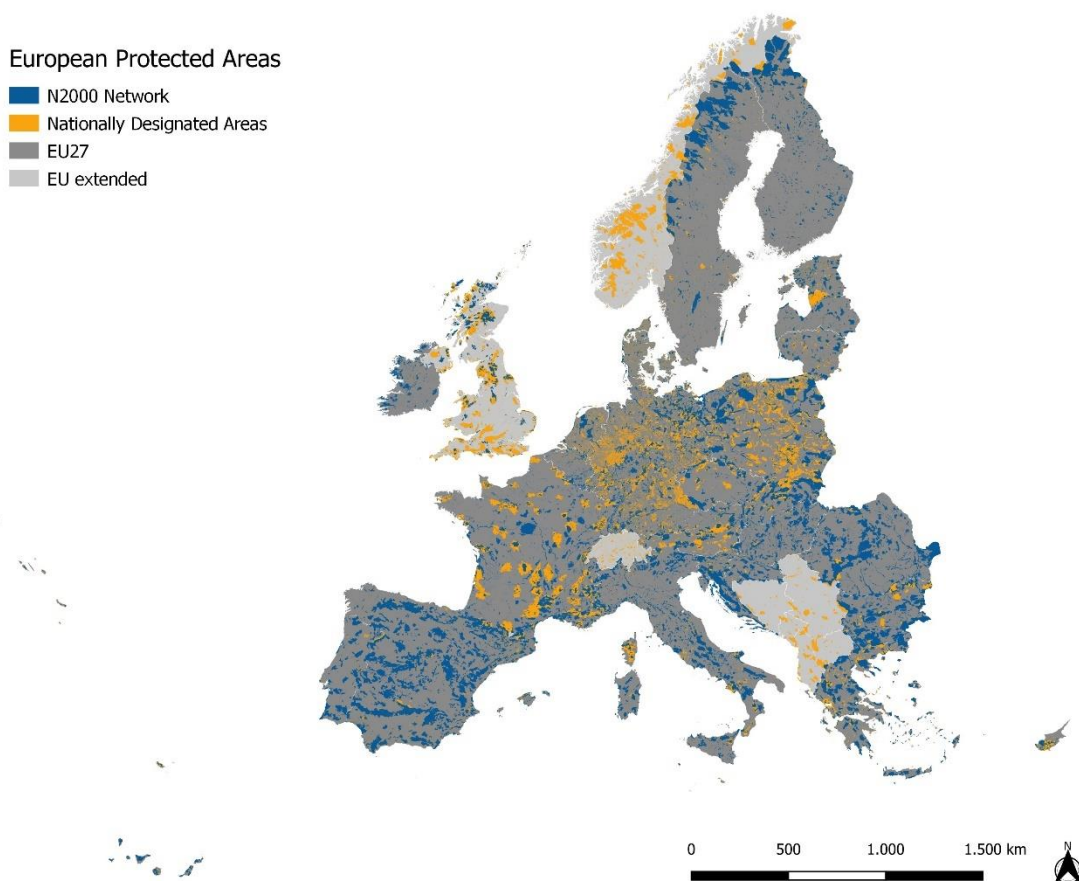 European Protected Areas
N2000 Network
Nationally Designated Areas
EU27
EU extended
0 500 1.000 1.500 km
N